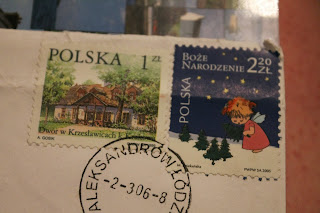 POLSKA 1 ZŁ
Dwór w Krzesławicach
BOŻE
NARODZENIE
2 20
ZŁ
POLSKA
ALEKSANDRÓW ŁÓDZ
-2-3.06-8